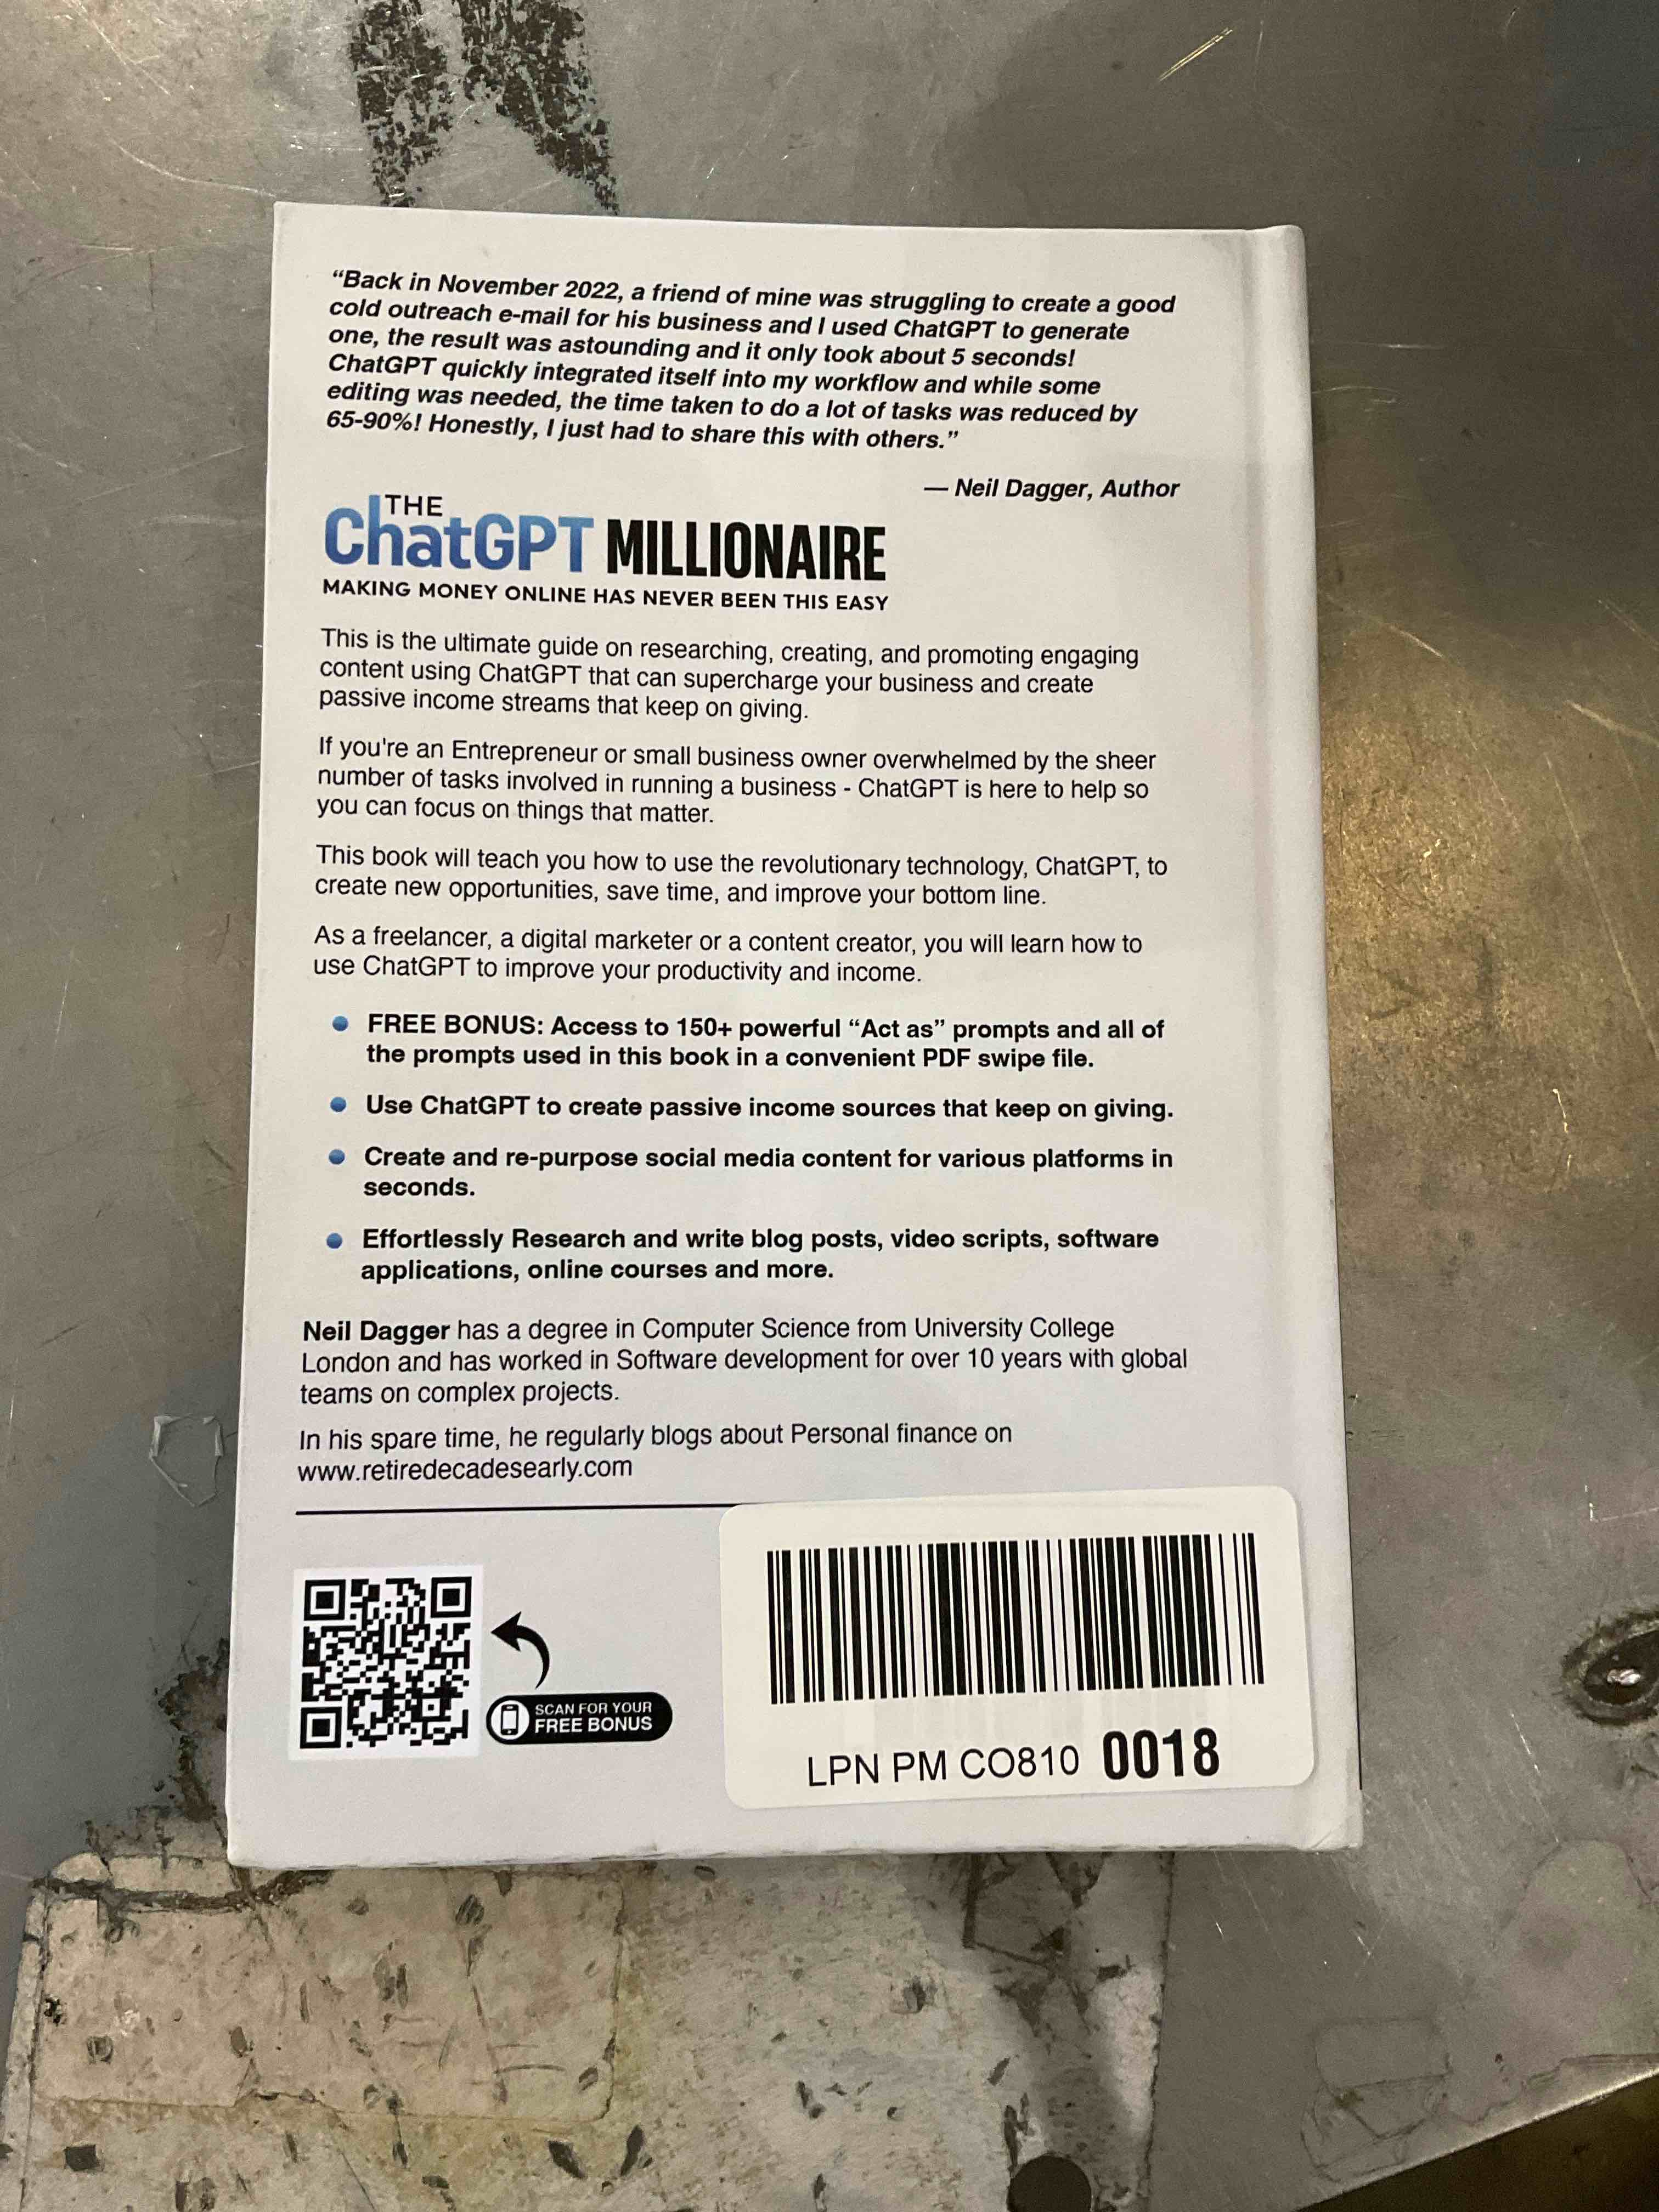 “Back in November 2022, a friend of mine was struggling to create a good
cold outreach e-mail for his business and I used ChatGPT to generate
one, the result was astounding and it only took about 5 seconds!
ChatGPT quickly integrated itself into my workflow and while some
editing was needed, the time taken to do a lot of tasks was reduced by
65-90%! Honestly, I just had to share this with others.”
— Neil Dagger, Author
THE
ChatGPT MILLIONAIRE
MAKING MONEY ONLINE HAS NEVER BEEN THIS EASY
This is the ultimate guide on researching, creating, and promoting engaging
content using ChatGPT that can supercharge your business and create
passive income streams that keep on giving.
If you're an Entrepreneur or small business owner overwhelmed by the sheer
number of tasks involved in running a business - ChatGPT is here to help so
you can focus on things that matter.
This book will teach you how to use the revolutionary technology, ChatGPT, to
create new opportunities, save time, and improve your bottom line.
As a freelancer, a digital marketer or a content creator, you will learn how to
use ChatGPT to improve your productivity and income.
• FREE BONUS: Access to 150+ powerful “Act as” prompts and all of
the prompts used in this book in a convenient PDF swipe file.
• Use ChatGPT to create passive income sources that keep on giving.
• Create and re-purpose social media content for various platforms in
seconds.
• Effortlessly Research and write blog posts, video scripts, software
applications, online courses and more.
Neil Dagger has a degree in Computer Science from University College
London and has worked in Software development for over 10 years with global
teams on complex projects.
In his spare time, he regularly blogs about Personal finance on
www.retiredecadesearly.com
SCAN FOR YOUR
FREE BONUS
LPN PM CO810 0018